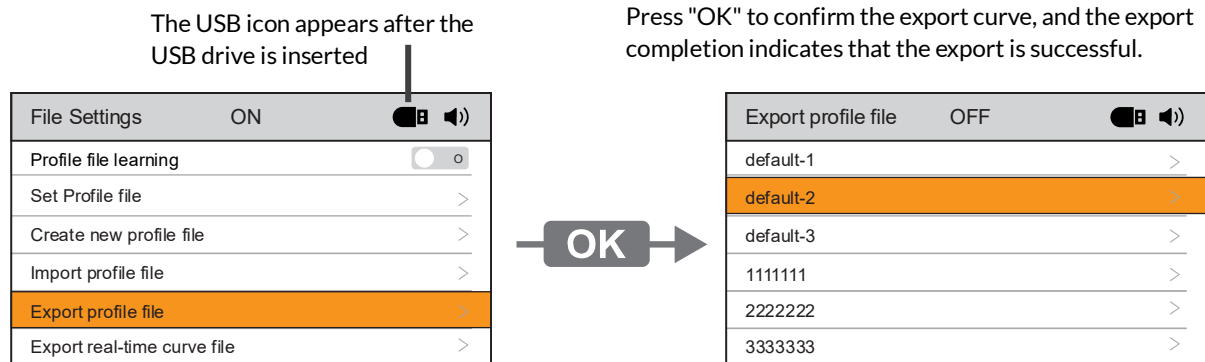 The USB icon appears after the
USB drive is inserted
Press "OK" to confirm the export curve, and the export
completion indicates that the export is successful.
File Settings ON
Profile file learning
Set Profile file
Create new profile file
Import profile file
Export profile file
Export real-time curve file
OK
Export profile file OFF
default-1
default-2
default-3
1111111
2222222
3333333